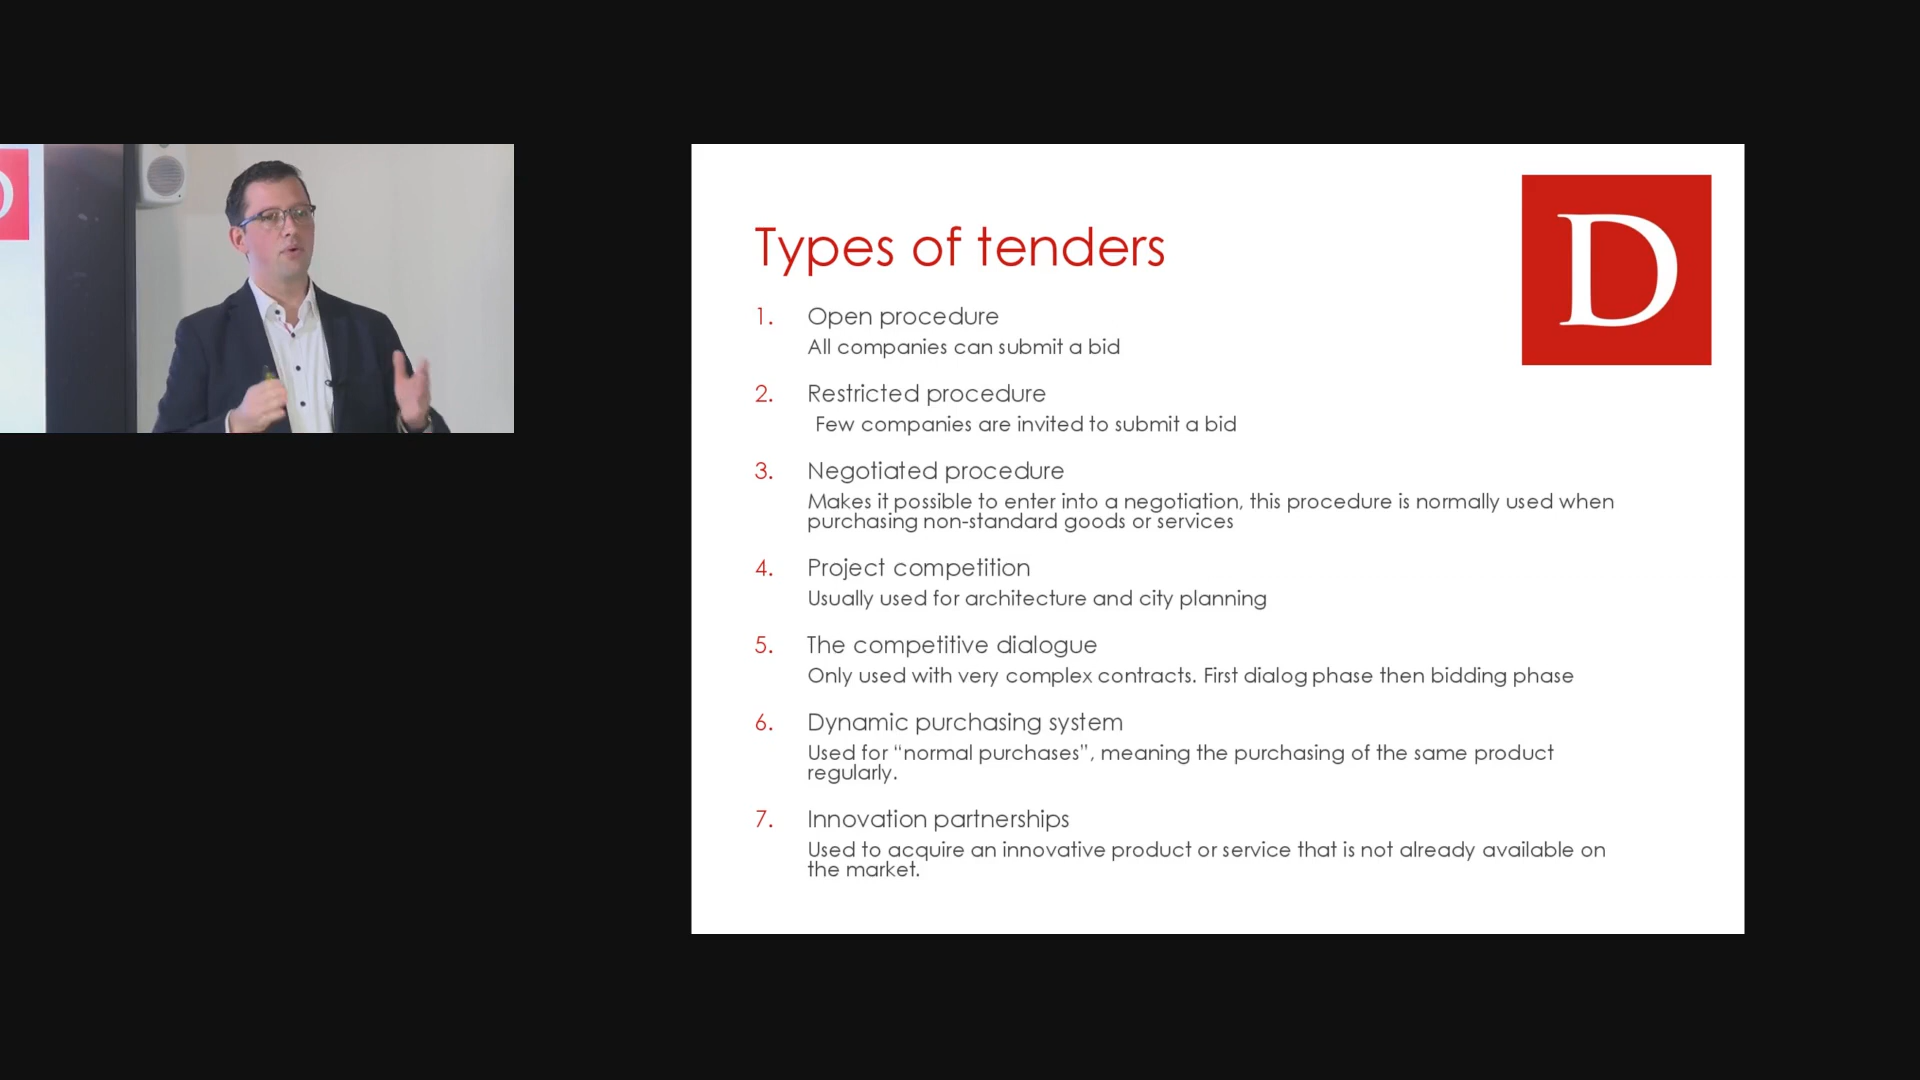 Types of tenders
D
1. Open procedure
All companies can submit a bid
2. Restricted procedure
Few companies are invited to submit a bid
3. Negotiated procedure
Makes it possible to enter into a negotiation, this procedure is normally used when
purchasing non-standard goods or services
4. Project competition
Usually used for architecture and city planning
5. The competitive dialogue
Only used with very complex contracts. First dialog phase then bidding phase
6. Dynamic purchasing system
Used for “normal purchases”, meaning the purchasing of the same product
regularly.
7. Innovation partnerships
Used to acquire an innovative product or service that is not already available on
the market.